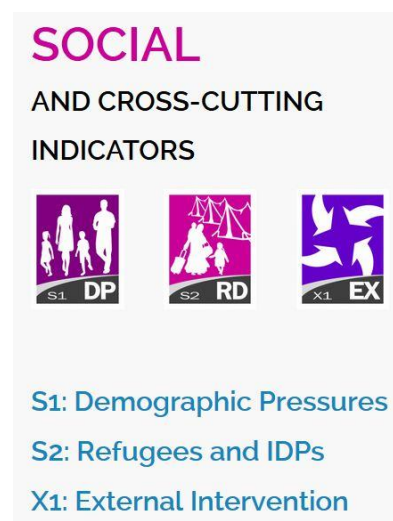 SOCIAL
AND CROSS-CUTTING
INDICATORS
S1 DP
S2 RD
X1 EX
S1: Demographic Pressures
S2: Refugees and IDPs
X1: External Intervention